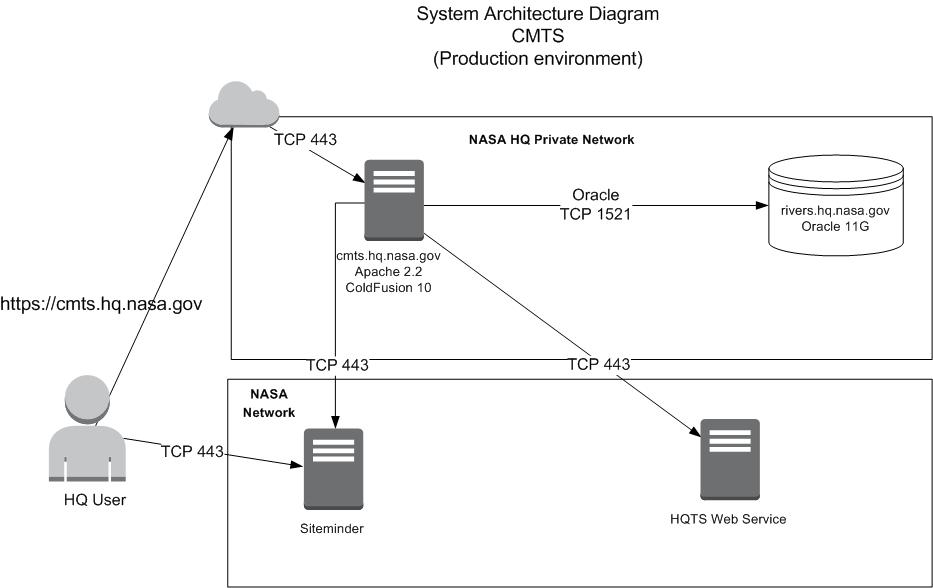 System Architecture Diagram
CMTS
(Production environment)
TCP 443
NASA HQ Private Network
Oracle
TCP 1521
rivers.hq.nasa.gov
Oracle 11G
cmts.hq.nasa.gov
Apache 2.2
ColdFusion 10
https://cmts.hq.nasa.gov
TCP 443
TCP 443
NASA
Network
TCP 443
HQ User
Siteminder
HQTS Web Service